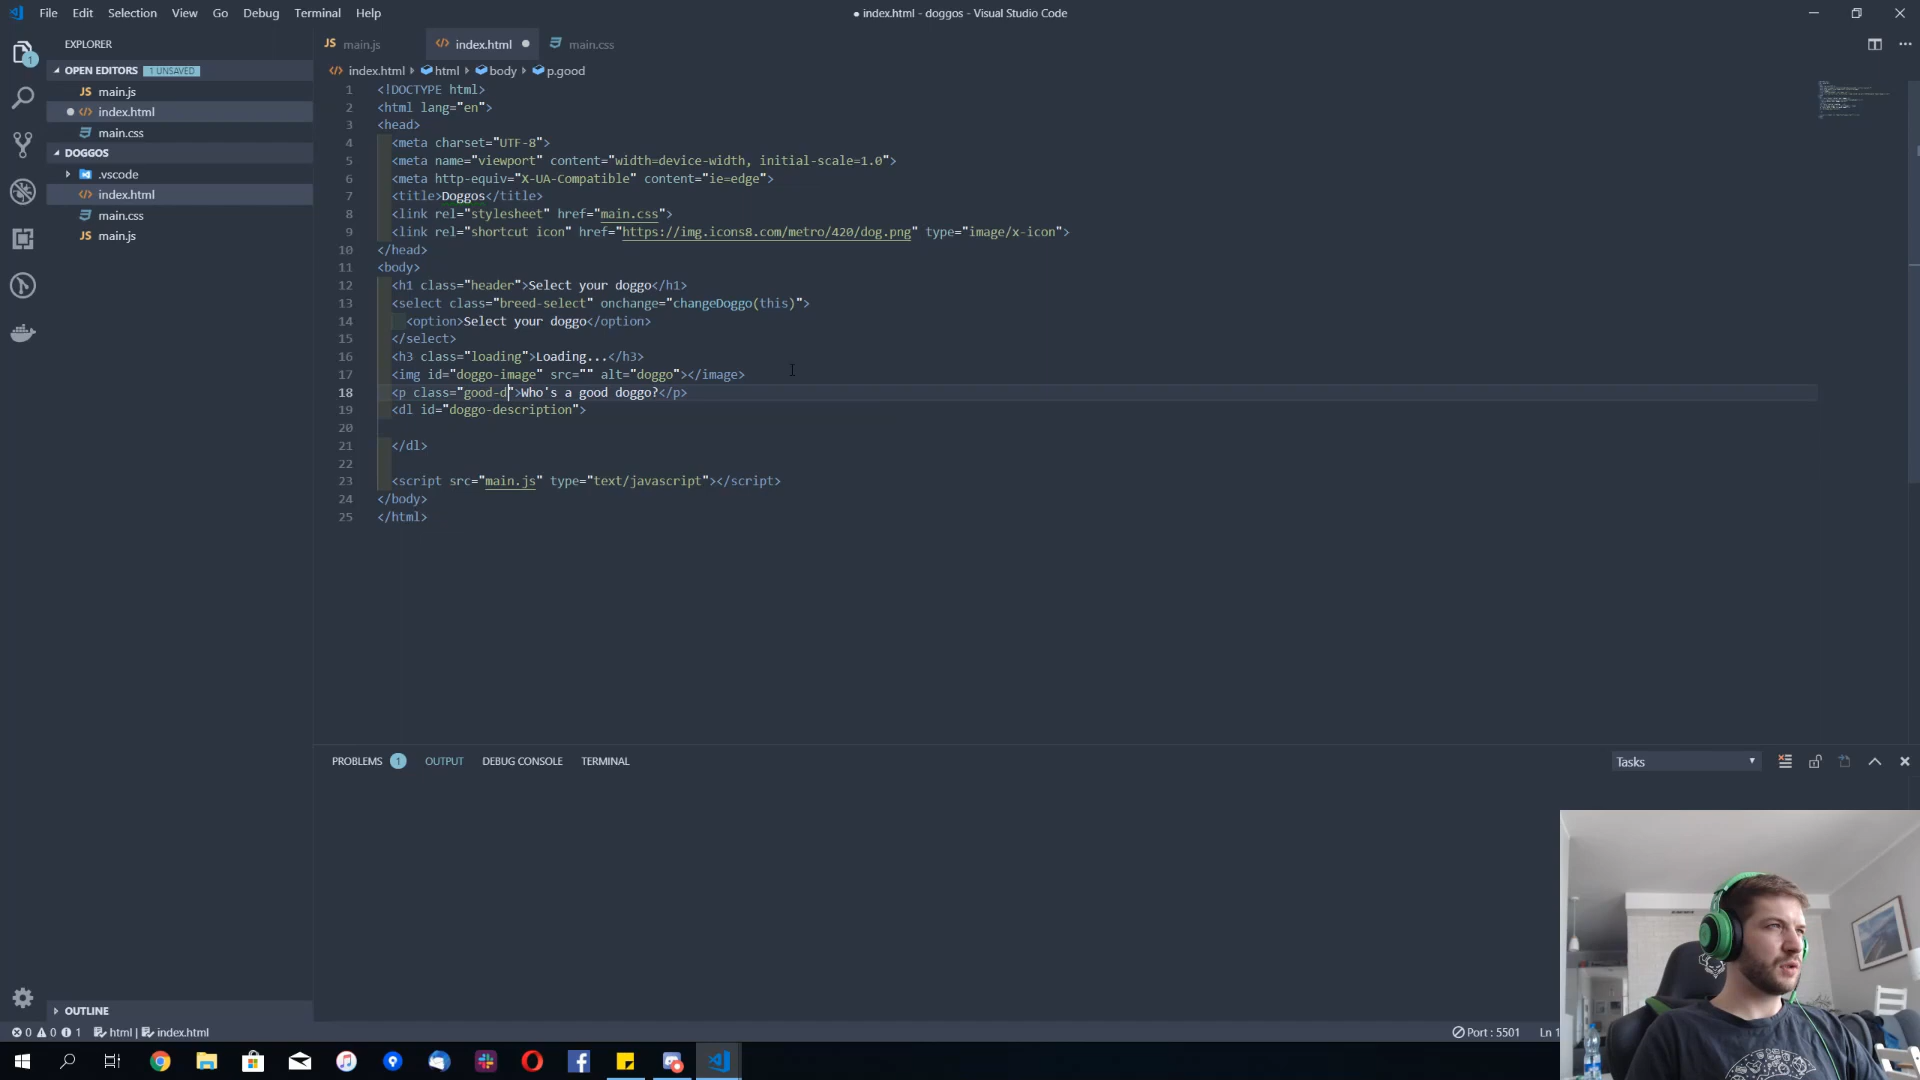 File Edit Selection View Go Debug Terminal Help
● index.html - doggos - Visual Studio Code
EXPLORER
OPEN EDITORS 1 UNSAVED
JS main.js
index.html
main.css
DOGGOS
.vscode
index.html
main.css
JS main.js
OUTLINE
1
JS main.js index.html main.css
index.html html body p.good
1 <!DOCTYPE html>
2 <html lang="en">
3 <head>
4 <meta charset="UTF-8">
5 <meta name="viewport" content="width=device-width, initial-scale=1.0">
6 <meta http-equiv="X-UA-Compatible" content="ie=edge">
7 <title>Doggos</title>
8 <link rel="stylesheet" href="main.css">
9 <link rel="shortcut icon" href="https://img.icons8.com/metro/420/dog.png" type="image/x-icon">
10 </head>
11 <body>
12 <h1 class="header">Select your doggo</h1>
13 <select class="breed-select" onchange="changeDoggo(this)">
14 <option>Select your doggo</option>
15 </select>
16 <h3 class="loading">Loading...</h3>
17 <img id="doggo-image" src="" alt="doggo"></image>
18 <p class="good-d">Who's a good doggo?</p>
19 <dl id="doggo-description">
20
21 </dl>
22
23 <script src="main.js" type="text/javascript"></script>
24 </body>
25 </html>
PROBLEMS 1 OUTPUT DEBUG CONSOLE TERMINAL
Tasks
0 0 1 html | index.html
Port : 5501 Ln 1